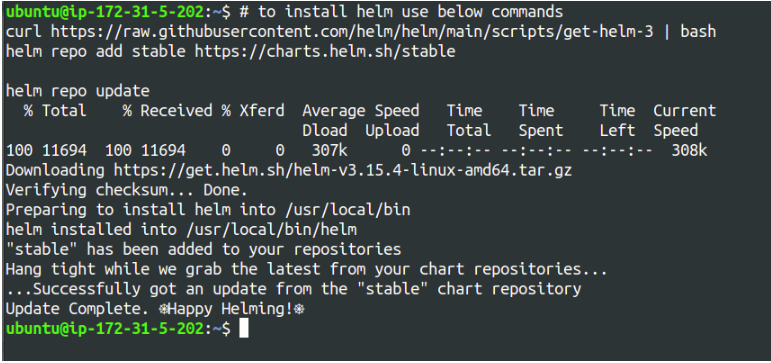 ubuntu@ip-172-31-5-202:~$ # to install helm use below commands
curl https://raw.githubusercontent.com/helm/helm/main/scripts/get-helm-3 | bash
helm repo add stable https://charts.helm.sh/stable
helm repo update
% Total % Received % Xferd Average Speed Time Time Time Current
Dload Upload Total Spent Left Speed
100 11694 100 11694 0 0 307k 0 --:--:-- --:--:-- --:--:-- 308k
Downloading https://get.helm.sh/helm-v3.15.4-linux-amd64.tar.gz
Verifying checksum... Done.
Preparing to install helm into /usr/local/bin
helm installed into /usr/local/bin/helm
"stable" has been added to your repositories
Hang tight while we grab the latest from your chart repositories...
...Successfully got an update from the "stable" chart repository
Update Complete. ⎈Happy Helming!⎈
ubuntu@ip-172-31-5-202:~$